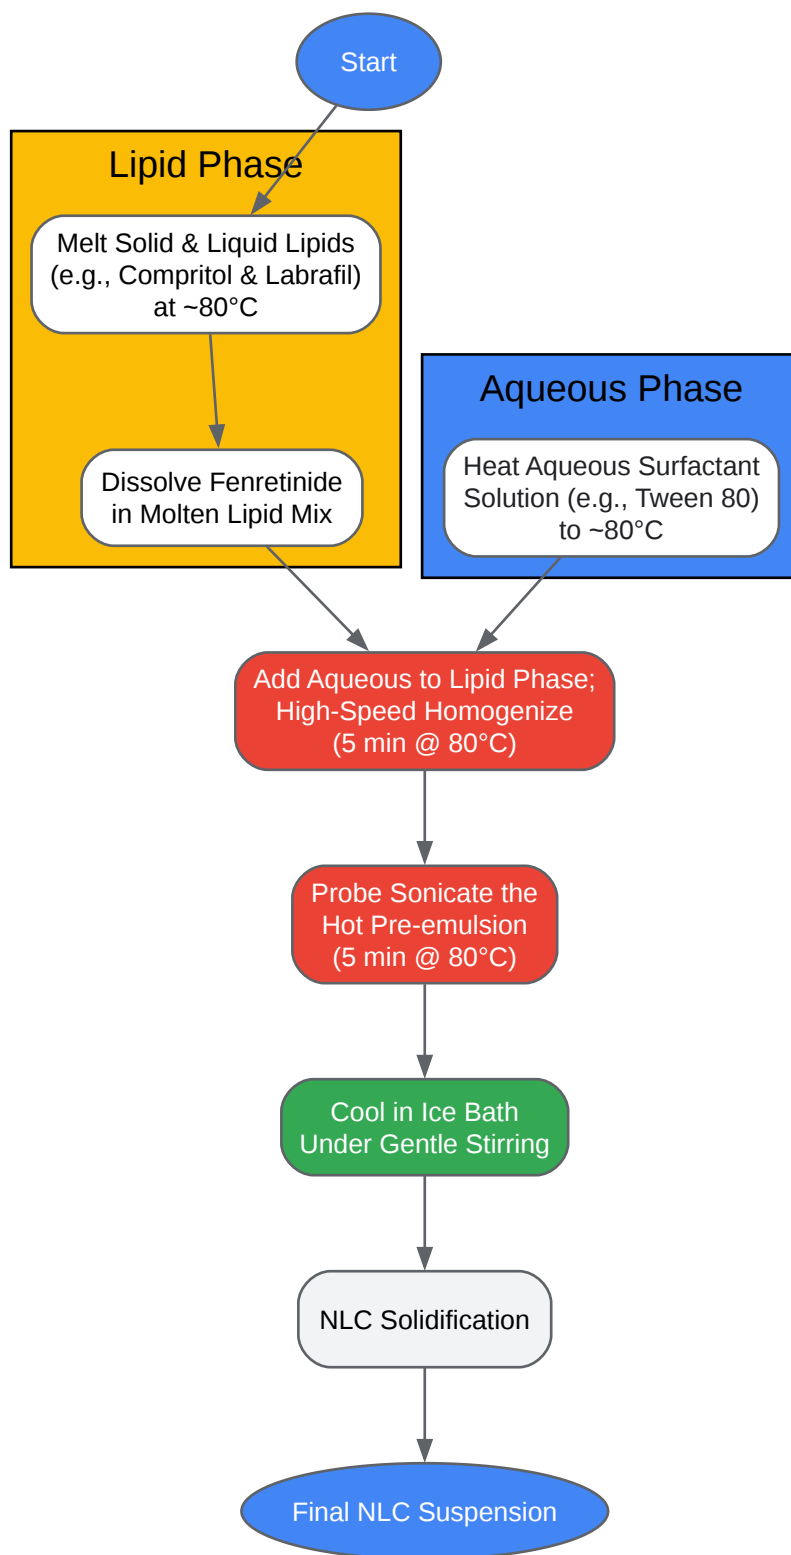 Start
Lipid Phase
Melt Solid & Liquid Lipids
(e.g., Compritol & Labrafil)
at ~80°C
Dissolve Fenretinide
in Molten Lipid Mix
Aqueous Phase
Heat Aqueous Surfactant
Solution (e.g., Tween 80)
to ~80°C
Add Aqueous to Lipid Phase;
High-Speed Homogenize
(5 min @ 80°C)
Probe Sonicate the
Hot Pre-emulsion
(5 min @ 80°C)
Cool in Ice Bath
Under Gentle Stirring
NLC Solidification
Final NLC Suspension